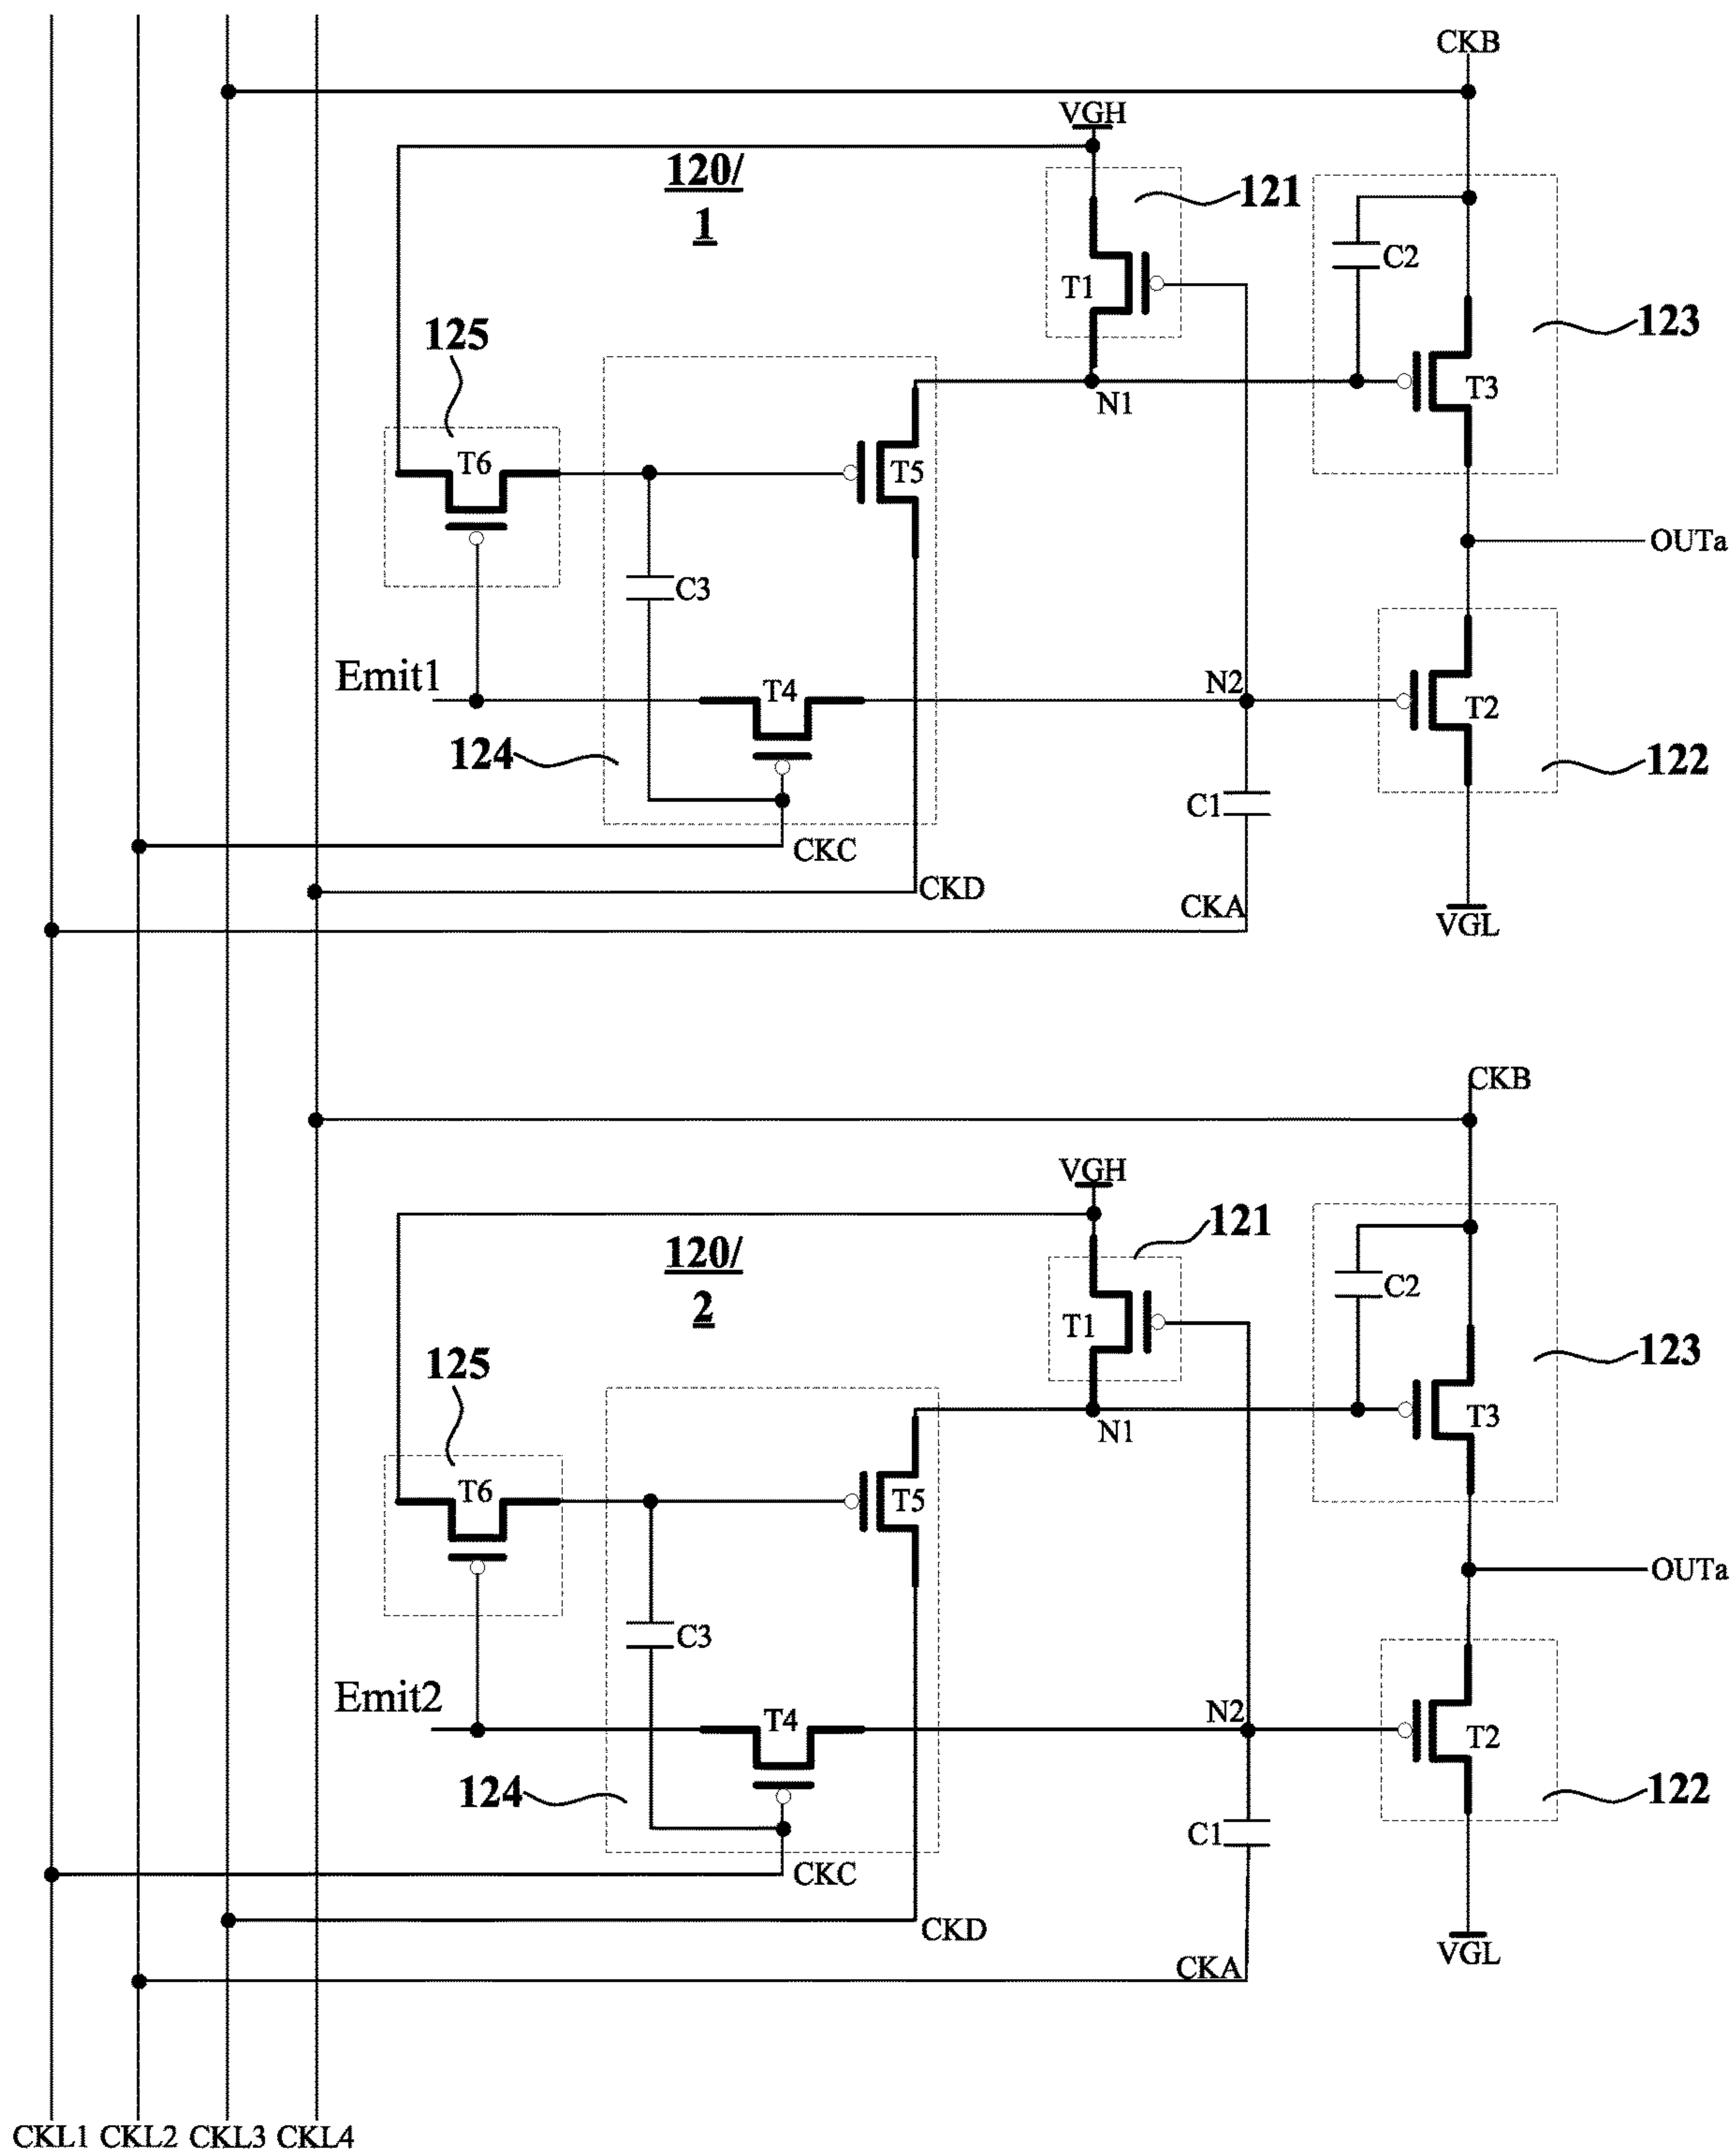 CKB
VGH
120/
1
121
C2
T1
123
125
T3
N1
T6
T5
OUTa
C3
Emit1
T4
N2
T2
124
122
C1
CKC
CKD
CKA
VGL
CKB
VGH
121
120/
2
C2
T1
123
125
T3
N1
T6
T5
OUTa
C3
Emit2
T4
N2
T2
124
122
C1
CKC
CKD
CKA
VGL
CKL1 CKL2 CKL3 CKL4